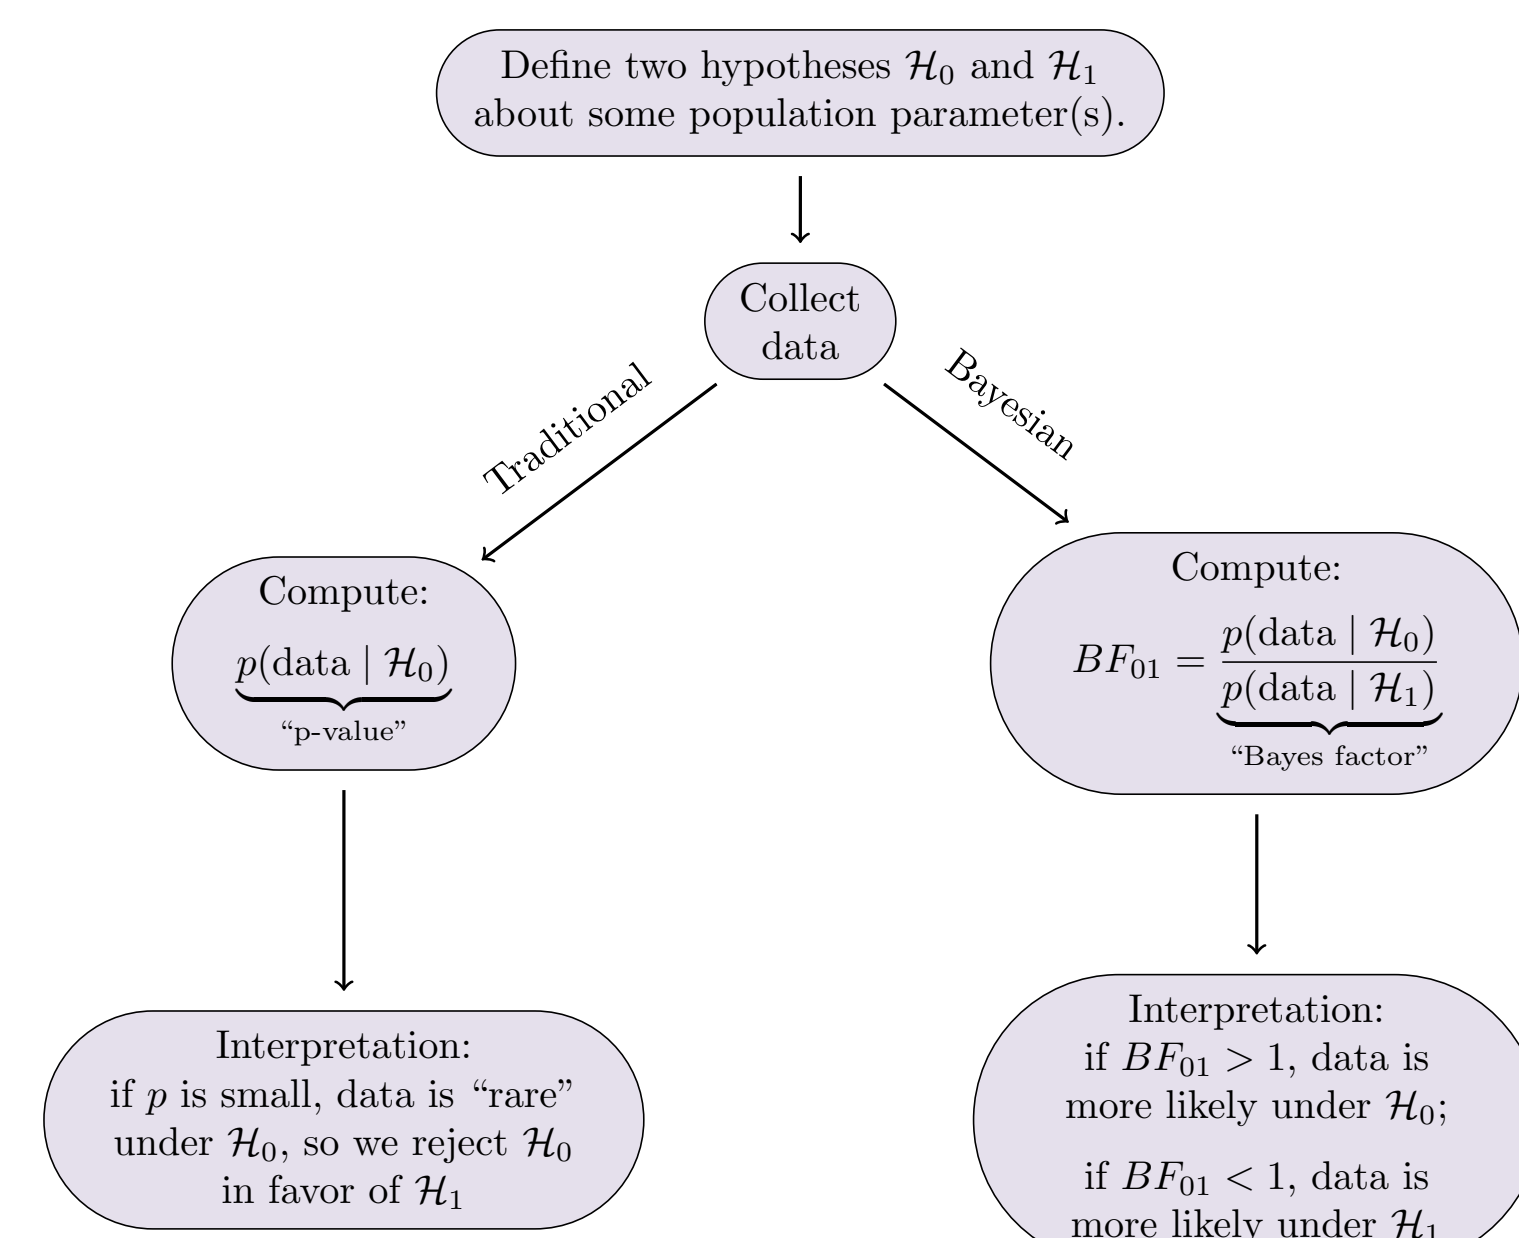 Define two hypotheses ℋ₀ and ℋ₁
about some population parameter(s).
Collect
data
Traditional
Bayesian
Compute:
p(data | ℋ₀)
“p-value”
Compute:
BF₀₁ = p(data | ℋ₀)
p(data | ℋ₁)
“Bayes factor”
Interpretation:
if p is small, data is “rare”
under ℋ₀, so we reject ℋ₀
in favor of ℋ₁
Interpretation:
if BF₀₁ > 1, data is
more likely under ℋ₀;
if BF₀₁ < 1, data is
more likely under ℋ₁